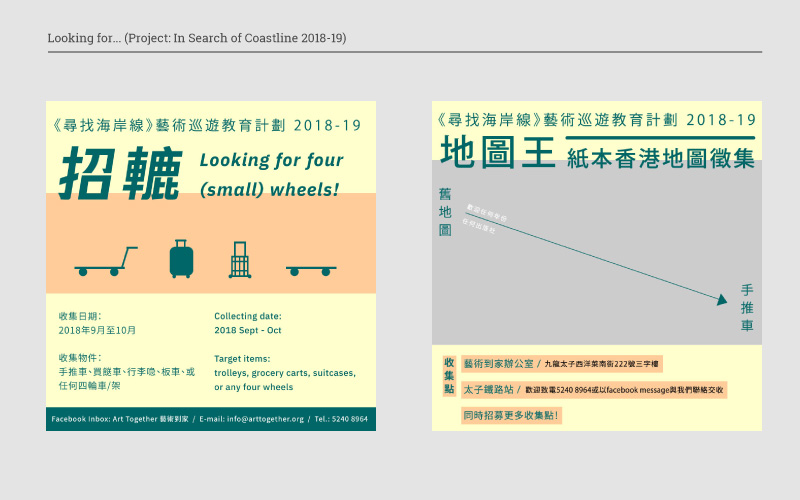 Looking for... (Project: In Search of Coastline 2018-19)
《尋找海岸線》藝術巡遊教育計劃 2018-19
招轆
Looking for four
(small) wheels!
收集日期：
2018年9月至10月
收集物件：
手推車、買餸車、行李喼、板車、或
任何四輪車/架
Collecting date:
2018 Sept - Oct
Target items:
trolleys, grocery carts, suitcases,
or any four wheels
Facebook Inbox: Art Together 藝術到家 / E-mail: info@arttogether.org / Tel.: 5240 8964
《尋找海岸線》藝術巡遊教育計劃 2018-19
地圖王 紙本香港地圖徵集
舊地圖
歡迎任何年份
任何出版社
手推車
收集點
藝術到家辦公室 / 九龍太子西洋菜南街222號三字樓
太子鐵路站 / 歡迎致電5240 8964或以facebook message與我們聯絡交收
同時招募更多收集點！